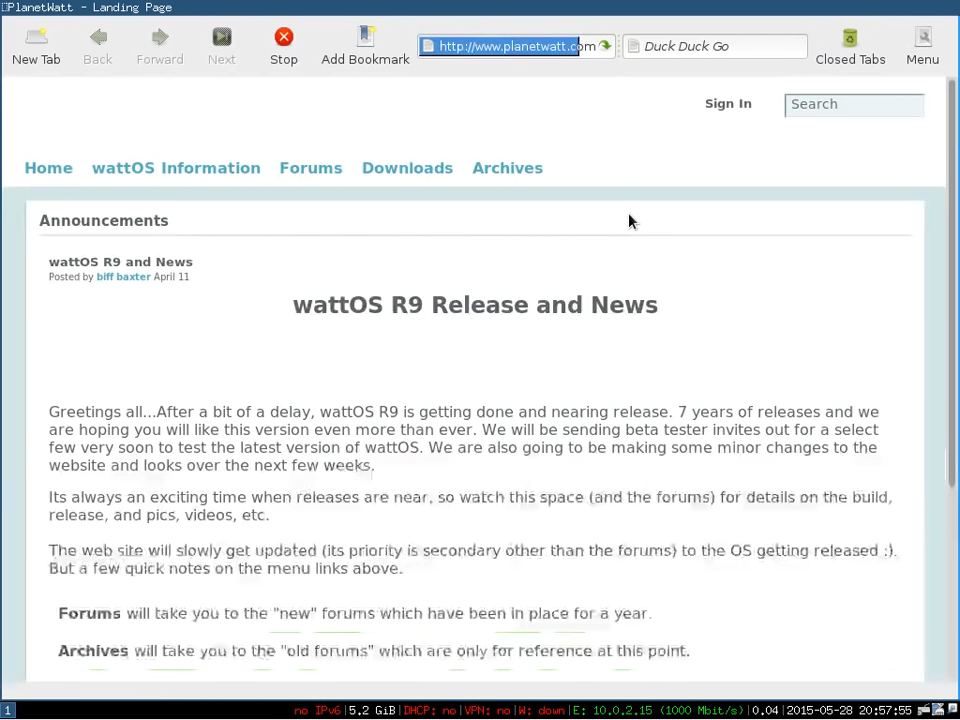 PlanetWatt - Landing Page
New Tab
Back
Forward
Next
Stop
Add Bookmark
http://www.planetwatt.com
Duck Duck Go
Closed Tabs
Menu
Sign In
Search
Home
wattOS Information
Forums
Downloads
Archives
Announcements
wattOS R9 and News
Posted by biff baxter April 11
wattOS R9 Release and News
Greetings all...After a bit of a delay, wattOS R9 is getting done and nearing release. 7 years of releases and we
are hoping you will like this version even more than ever. We will be sending beta tester invites out for a select
few very soon to test the latest version of wattOS. We are also going to be making some minor changes to the
website and looks over the next few weeks.
Its always an exciting time when releases are near, so watch this space (and the forums) for details on the build,
release, and pics, videos, etc.
The web site will slowly get updated (its priority is secondary other than the forums) to the OS getting released :).
But a few quick notes on the menu links above.
Forums will take you to the "new" forums which have been in place for a year.
Archives will take you to the "old forums" which are only for reference at this point.
1
no IPv6|5.2 GiB|DHCP: no|VPN: no|W: down|E: 10.0.2.15 (1000 Mbit/s)|0.04|2015-05-28 20:57:55